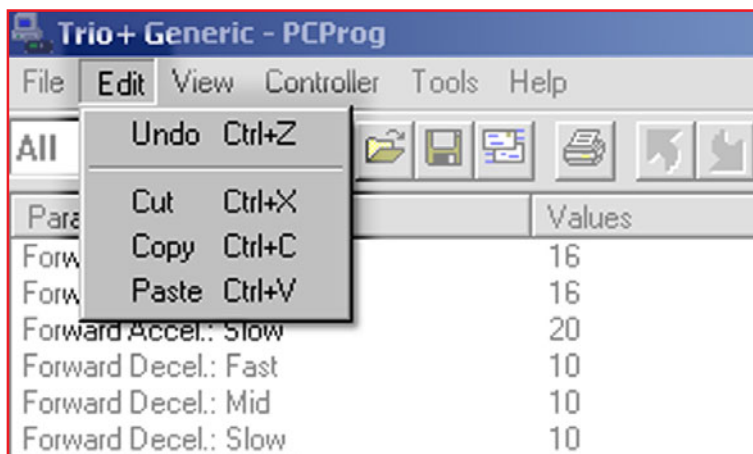 Trio+ Generic - PCProg
File Edit View Controller Tools Help
All
Undo Ctrl+Z
Cut Ctrl+X
Copy Ctrl+C
Paste Ctrl+V
Values
16
16
Forward Accel.: Slow 20
Forward Decel.: Fast 10
Forward Decel.: Mid 10
Forward Decel.: Slow 10